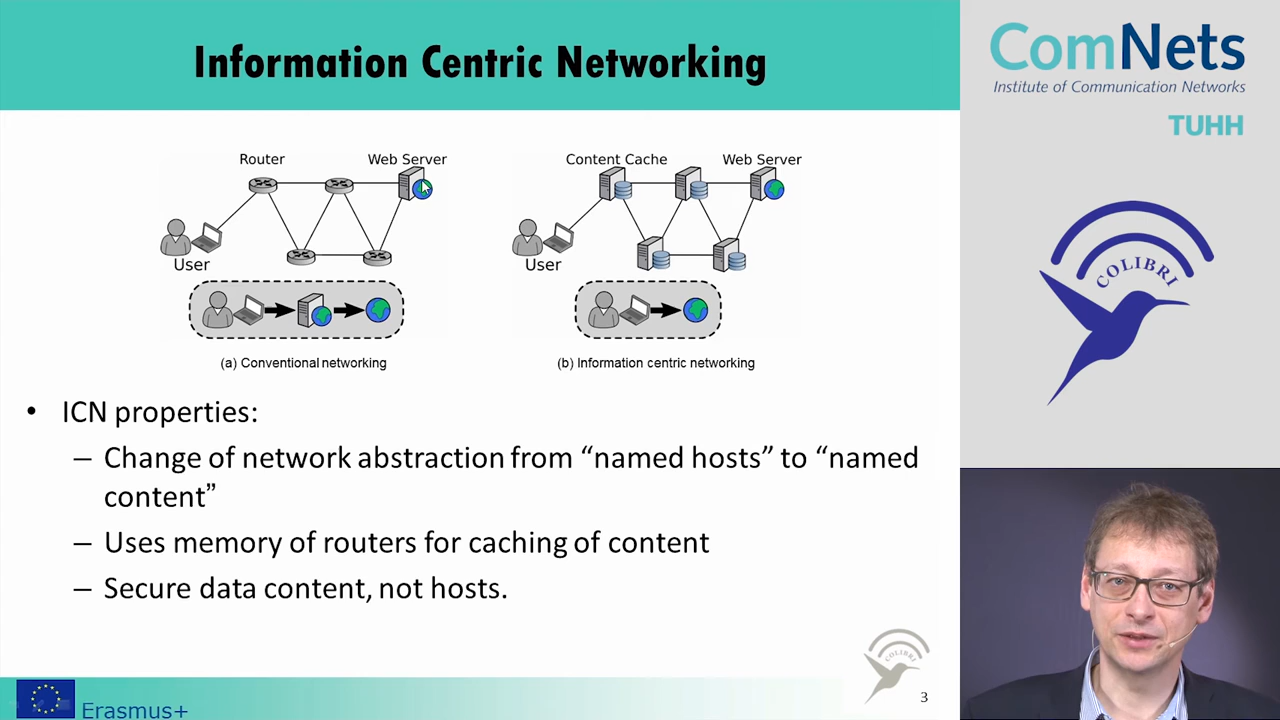 Information Centric Networking
ComNets
Institute of Communication Networks
TUHH
Router
Web Server
User
(a) Conventional networking
Content Cache
Web Server
User
(b) Information centric networking
COLIBRI
• ICN properties:
– Change of network abstraction from “named hosts” to “named
content”
– Uses memory of routers for caching of content
– Secure data content, not hosts.
COLIBRI
Erasmus+
3